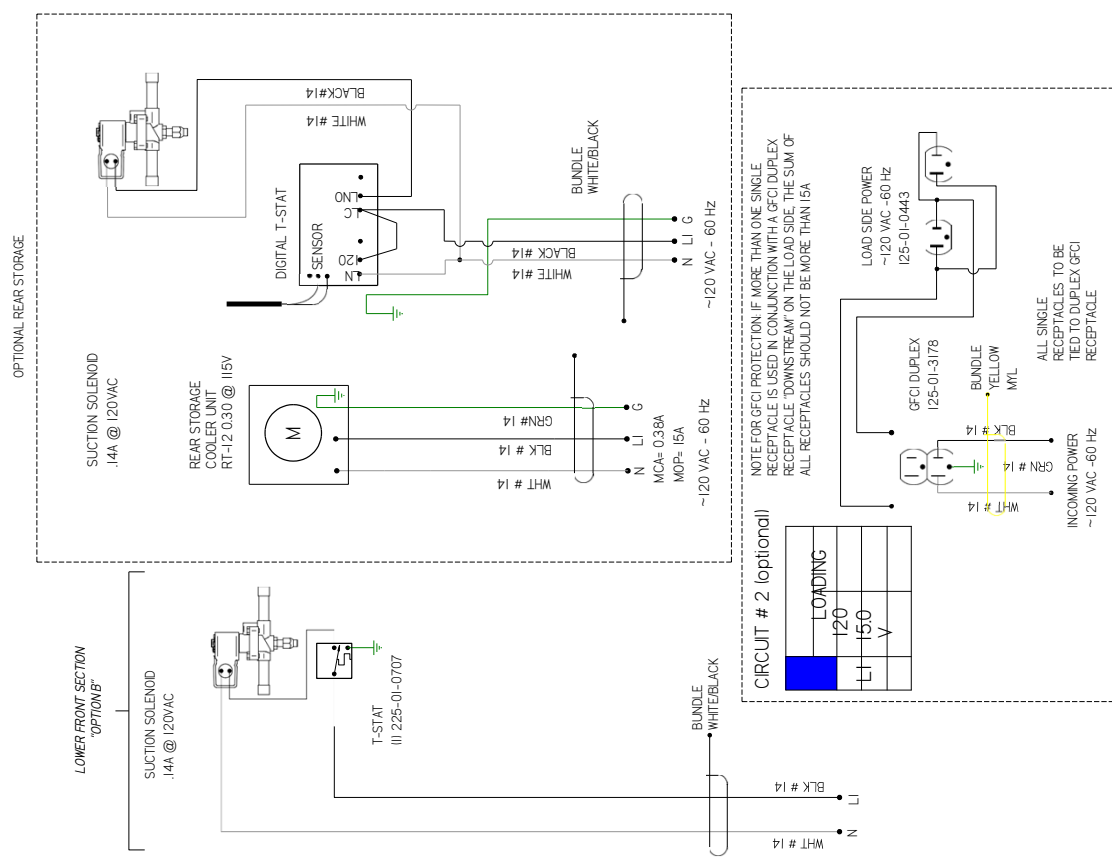 OPTIONAL REAR STORAGE
SUCTION SOLENOID
.14A @ 120VAC
BLACK#14
WHITE #14
DIGITAL T-STAT
SENSOR
LN
120
LC
LNO
BUNDLE
WHITE/BLACK
BLACK #14
WHITE #14
N
L1
G
~120 VAC - 60 Hz
REAR STORAGE
COOLER UNIT
RT-12 0.30 @ 115V
M
GRN# 14
BLK # 14
WHT # 14
N
L1
G
MCA= 0.38A
MOP= 15A
~120 VAC - 60 Hz
LOWER FRONT SECTION
"OPTION B"
SUCTION SOLENOID
.14A @ 120VAC
T-STAT
(1) 225-01-0707
BUNDLE
WHITE/BLACK
BLK # 14
WHT # 14
N
L1
NOTE FOR GFCI PROTECTION: IF MORE THAN ONE SINGLE
RECEPTACLE IS USED IN CONJUNCTION WITH A GFCI DUPLEX
RECEPTACLE "DOWNSTREAM" ON THE LOAD SIDE, THE SUM OF
ALL RECEPTACLES SHOULD NOT BE MORE THAN 15A
LOAD SIDE POWER
~120 VAC -60 Hz
125-01-0443
GFCI DUPLEX
125-01-3178
BUNDLE
YELLOW
MYL
ALL SINGLE
RECEPTACLES TO BE
TIED TO DUPLEX GFCI
RECEPTACLE
BLK # 14
GRN # 14
WHT # 14
INCOMING POWER
~120 VAC -60 Hz
CIRCUIT # 2 (optional)
LOADING
120
L1 15.0
V